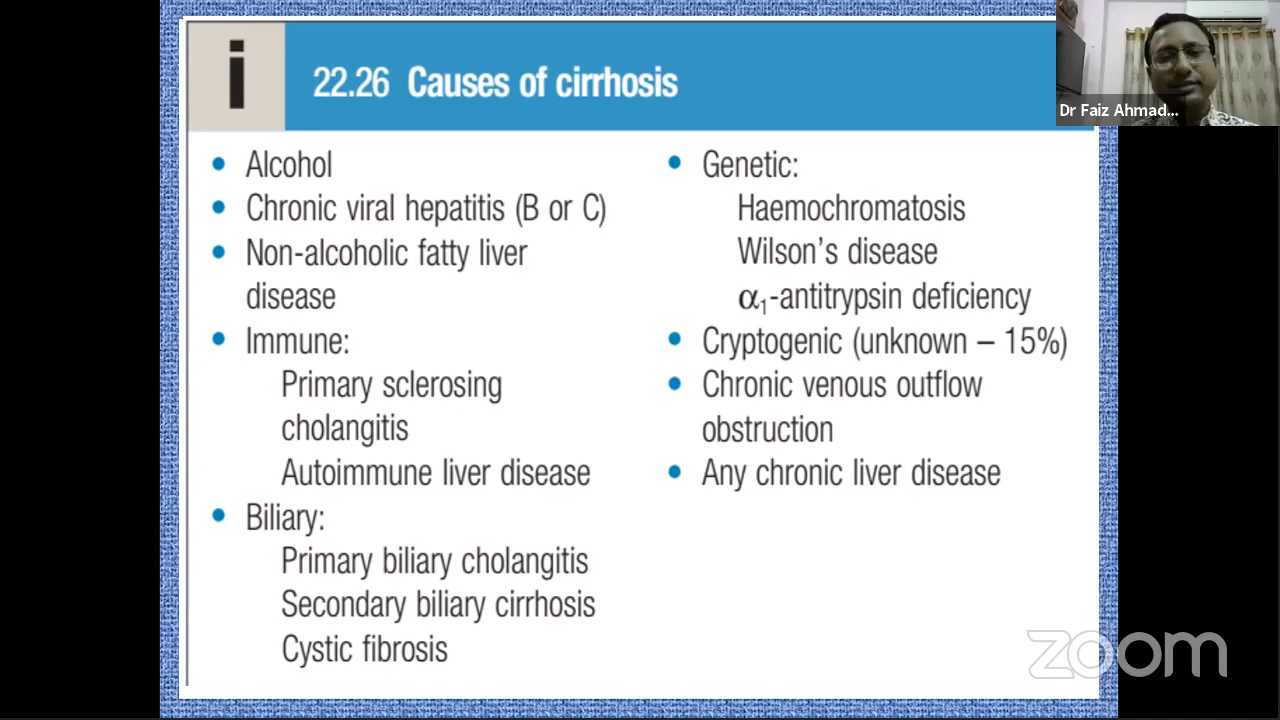 i
22.26 Causes of cirrhosis
• Alcohol
• Chronic viral hepatitis (B or C)
• Non-alcoholic fatty liver
disease
• Immune:
Primary sclerosing
cholangitis
Autoimmune liver disease
• Biliary:
Primary biliary cholangitis
Secondary biliary cirrhosis
Cystic fibrosis
• Genetic:
Haemochromatosis
Wilson’s disease
α₁-antitrypsin deficiency
• Cryptogenic (unknown – 15%)
• Chronic venous outflow
obstruction
• Any chronic liver disease
Dr Faiz Ahmad...
zoom